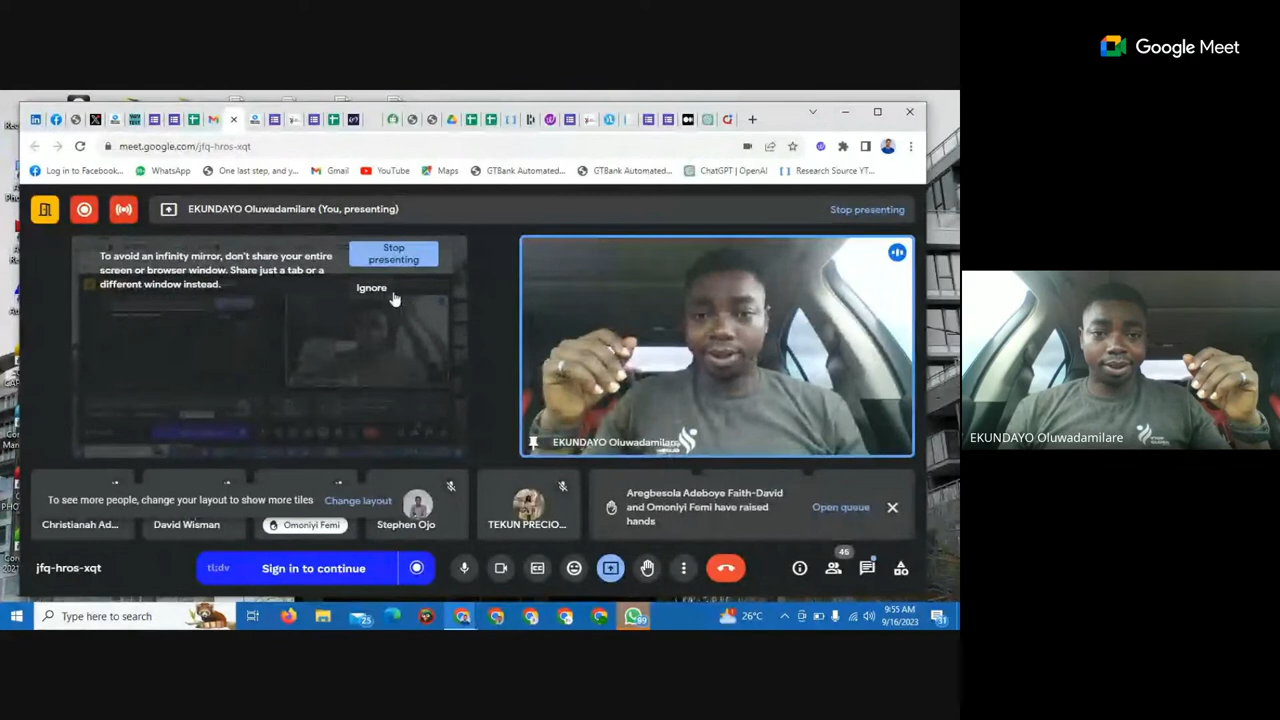 Google Meet
meet.google.com/jfq-hros-xqt
Log in to Facebook...
WhatsApp
One last step, and y...
Gmail
YouTube
Maps
GTBank Automated...
GTBank Automated...
ChatGPT | OpenAI
Research Source YT...
EKUNDAYO Oluwadamilare (You, presenting)
Stop presenting
To avoid an infinity mirror, don't share your entire
screen or browser window. Share just a tab or a
different window instead.
Stop
presenting
Ignore
EKUNDAYO Oluwadamilare
EKUNDAYO Oluwadamilare
To see more people, change your layout to show more tiles
Change layout
Christianah Ad...
David Wisman
Omoniyi Femi
Stephen Ojo
TEKUN PRECIO...
Aregbesola Adeboye Faith-David
and Omoniyi Femi have raised
hands
Open queue
jfq-hros-xqt
tl;dv
Sign in to continue
46
Type here to search
25
99
26°C
9:55 AM
9/16/2023
31